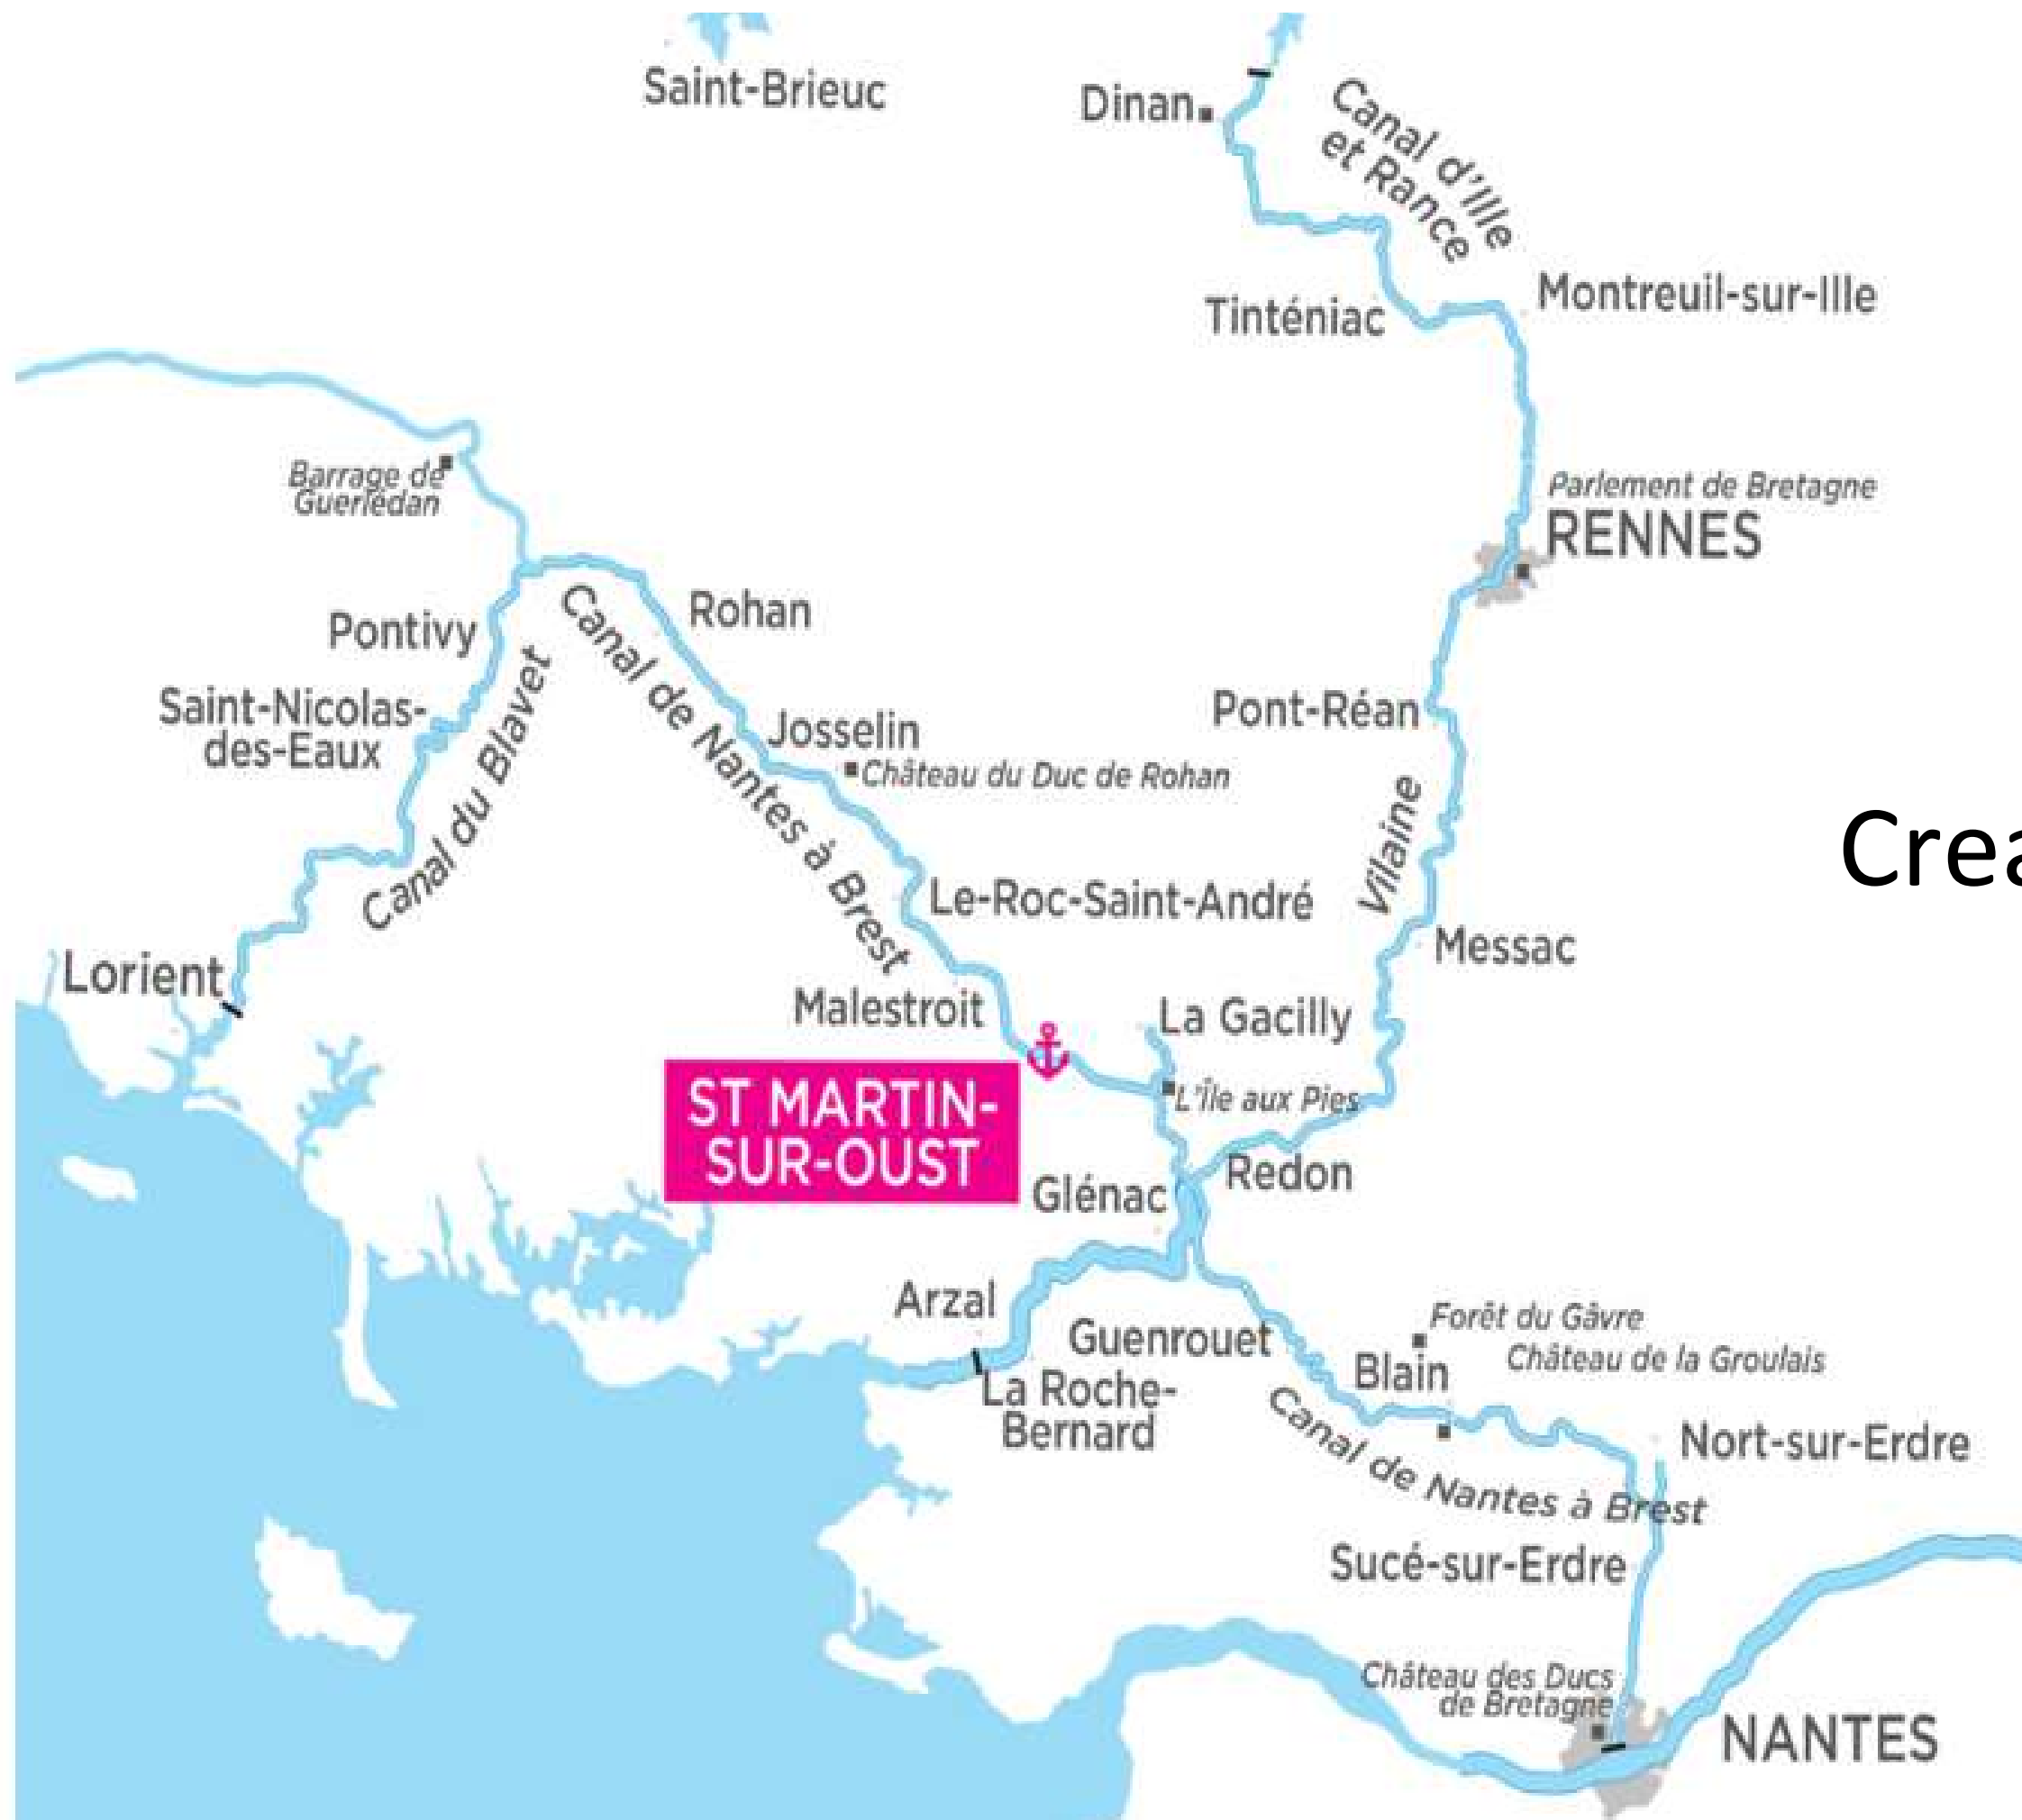 Saint-Brieuc
Dinan
Canal d'Ille
et Rance
Montreuil-sur-Ille
Tinténiac
Barrage de
Guerlédan
Parlement de Bretagne
RENNES
Rohan
Pontivy
Canal de Nantes à Brest
Saint-Nicolas-
des-Eaux
Canal du Blavet
Josselin
Château du Duc de Rohan
Pont-Réan
Vilaine
Crea
Le-Roc-Saint-André
Messac
Lorient
Malestroit
La Gacilly
ST MARTIN-
SUR-OUST
L'Île aux Pies
Redon
Glénac
Arzal
Guenrouet
Forêt du Gâvre
Château de la Groulais
Blain
La Roche-
Bernard
Canal de Nantes à Brest
Nort-sur-Erdre
Sucé-sur-Erdre
Château des Ducs
de Bretagne
NANTES